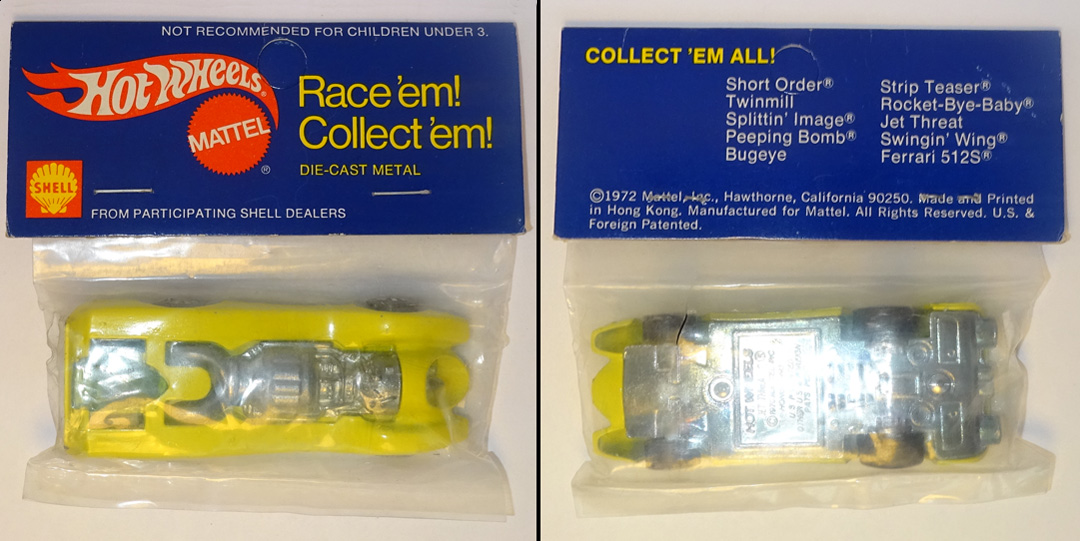 NOT RECOMMENDED FOR CHILDREN UNDER 3.
HOT WHEELS
MATTEL
®
Race 'em!
Collect 'em!
DIE-CAST METAL
SHELL
FROM PARTICIPATING SHELL DEALERS
COLLECT 'EM ALL!
Short Order®
Twinmill
Splittin' Image®
Peeping Bomb®
Bugeye
Strip Teaser®
Rocket-Bye-Baby®
Jet Threat
Swingin' Wing®
Ferrari 512S®
©1972 Mattel, Inc., Hawthorne, California 90250. Made and Printed
in Hong Kong. Manufactured for Mattel. All Rights Reserved. U.S. &
Foreign Patented.
HOT WHEELS
JET